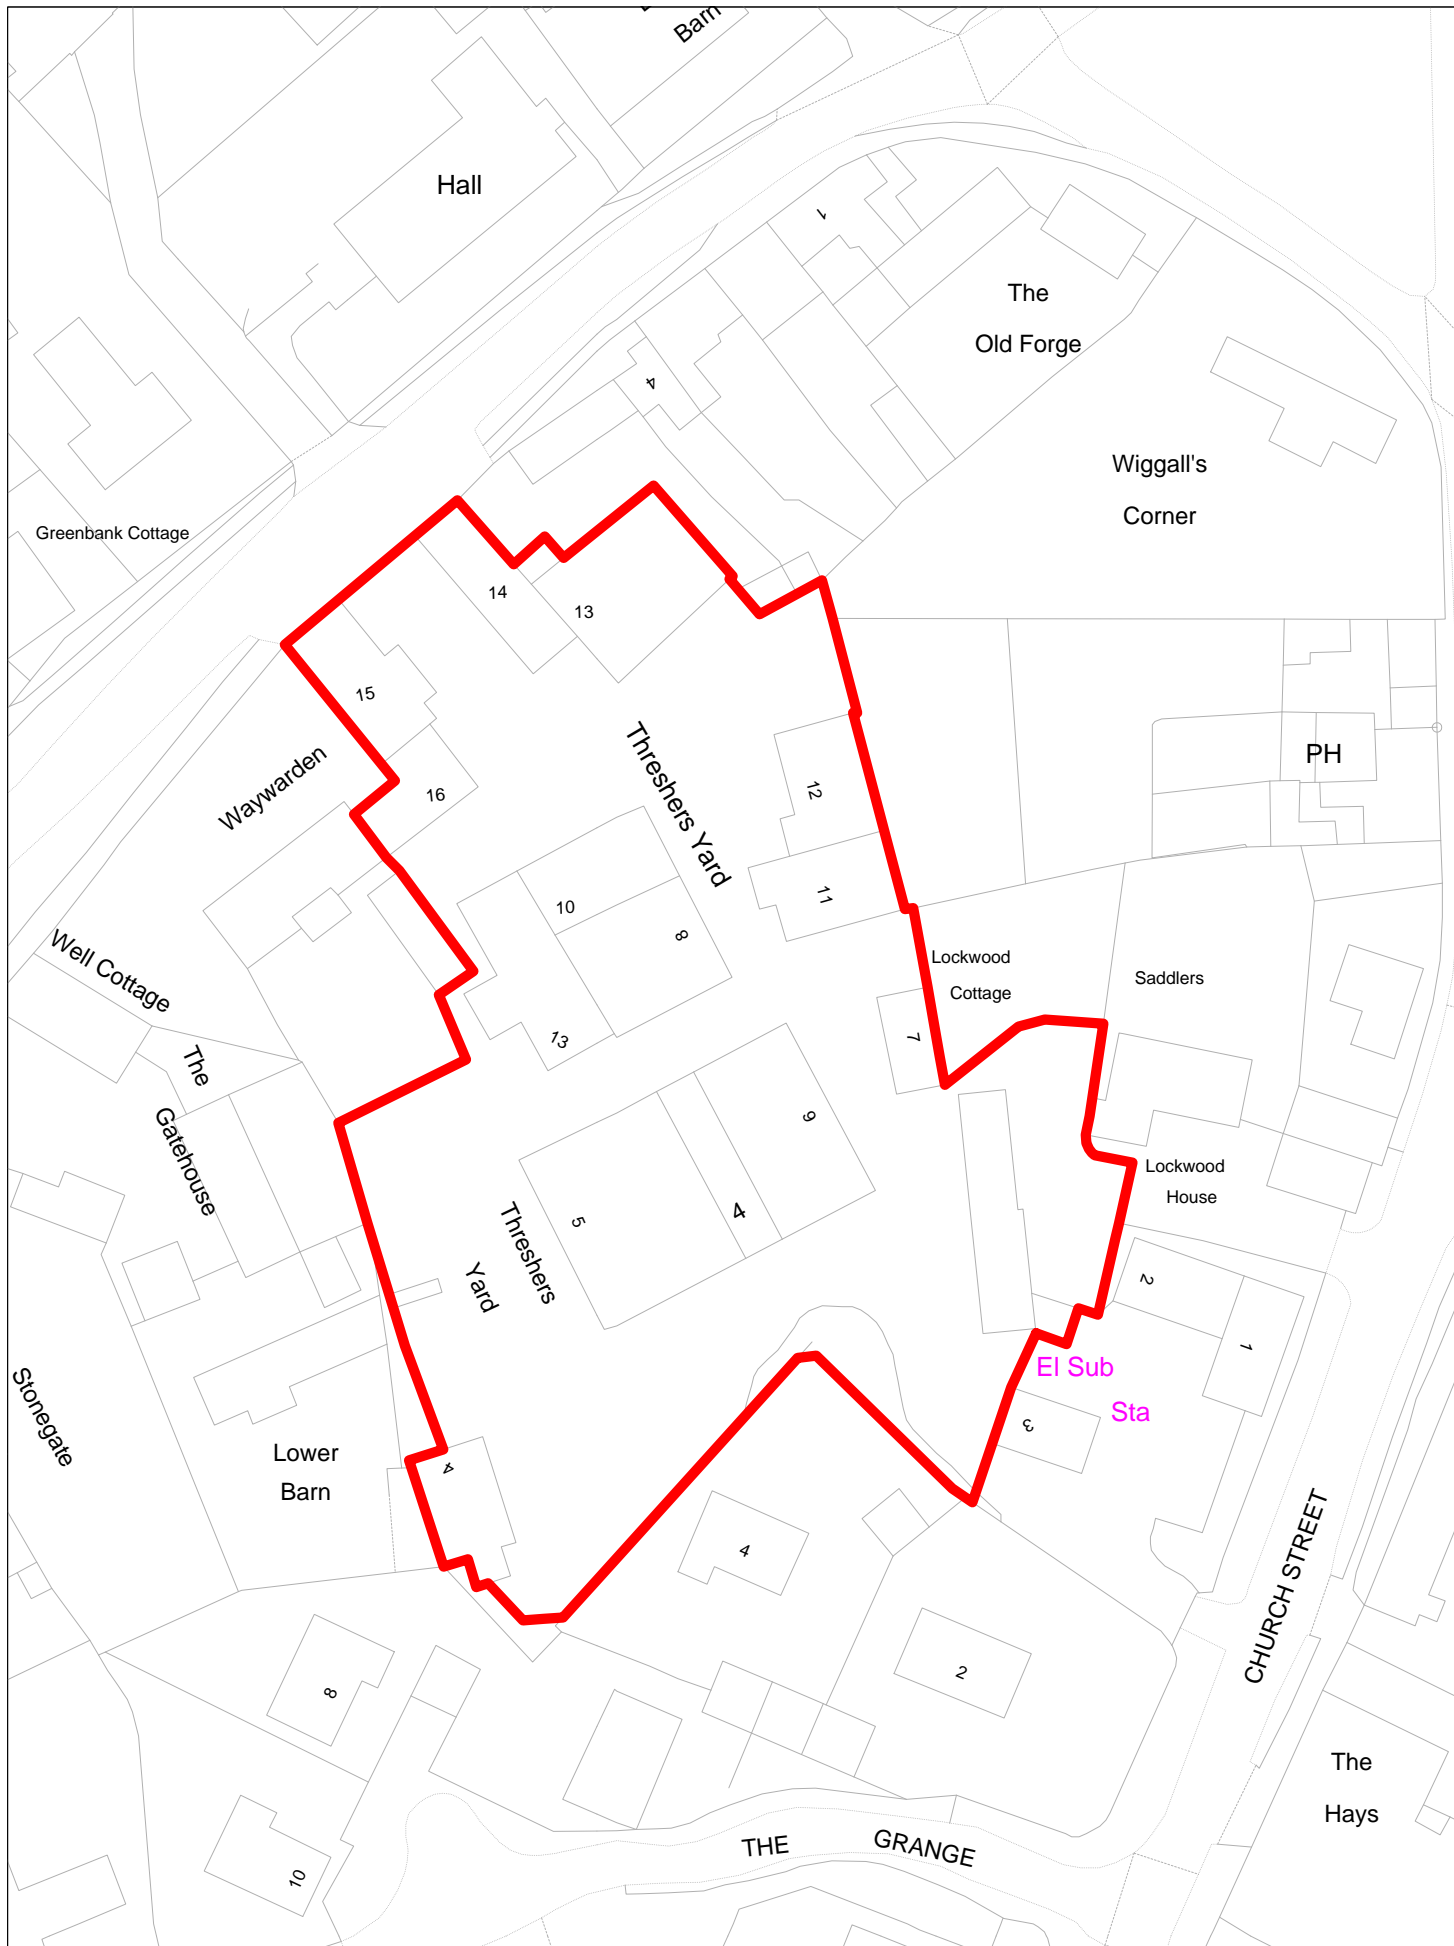 Barn
Hall
1
The
Old Forge
4
Wiggall's
Corner
Greenbank Cottage
14
13
15
Waywarden
16
Threshers Yard
12
PH
10
8
11
Well Cottage
Lockwood
Cottage
Saddlers
13
7
The
Gatehouse
9
4
5
Threshers
Yard
Lockwood
House
2
1
El Sub
Sta
3
Stonegate
Lower
Barn
4
4
CHURCH STREET
2
8
The
Hays
10
THE GRANGE